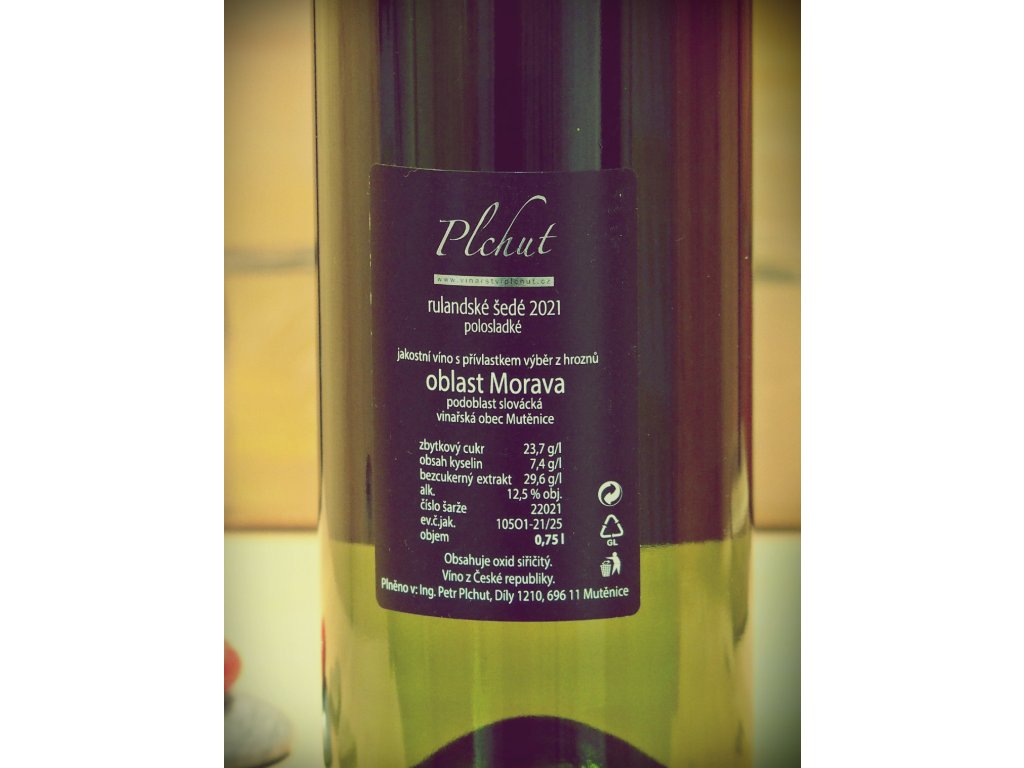 Plchut
www.vinarstviplchut.cz
rulandské šedé 2021
polosladké
jakostní víno s přívlastkem výběr z hroznů
oblast Morava
podoblast slovácká
vinařská obec Mutěnice
zbytkový cukr 23,7 g/l
obsah kyselin 7,4 g/l
bezcukerný extrakt 29,6 g/l
alk. 12,5 % obj.
číslo šarže 22021
ev.č.jak. 105O1-21/25
objem 0,75 l
GL
Obsahuje oxid siřičitý.
Víno z České republiky.
Plněno v: Ing. Petr Plchut, Díly 1210, 696 11 Mutěnice